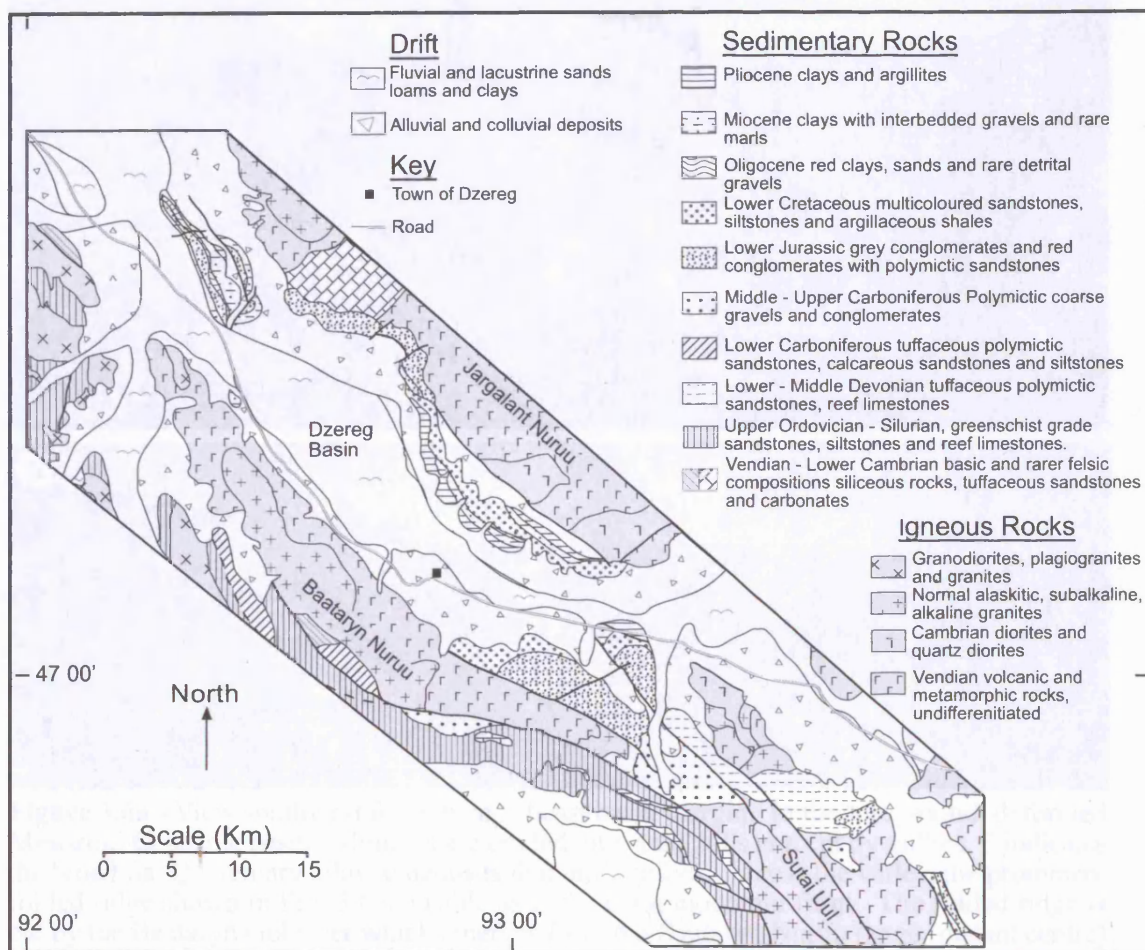 Drift
Fluvial and lacustrine sands
loams and clays
Alluvial and colluvial deposits
Key
Town of Dzereg
Road
Sedimentary Rocks
Pliocene clays and argillites
Miocene clays with interbedded gravels and rare
marls
Oligocene red clays, sands and rare detrital
gravels
Lower Cretaceous multicoloured sandstones,
siltstones and argillaceous shales
Lower Jurassic grey conglomerates and red
conglomerates with polymictic sandstones
Middle - Upper Carboniferous Polymictic coarse
gravels and conglomerates
Lower Carboniferous tuffaceous polymictic
sandstones, calcareous sandstones and siltstones
Lower - Middle Devonian tuffaceous polymictic
sandstones, reef limestones
Upper Ordovician - Silurian, greenschist grade
sandstones, siltstones and reef limestones.
Vendian - Lower Cambrian basic and rarer felsic
compositions siliceous rocks, tuffaceous sandstones
and carbonates
Igneous Rocks
Granodiorites, plagiogranites
and granites
Normal alaskitic, subalkaline,
alkaline granites
Cambrian diorites and
quartz diorites
Vendian volcanic and
metamorphic rocks,
undifferenitiated
Jargalant Nuruu
Dzereg
Basin
Baataryn Nuruu
Sutai Uul
47 00'
North
Scale (Km)
0 5 10 15
92 00'
93 00'